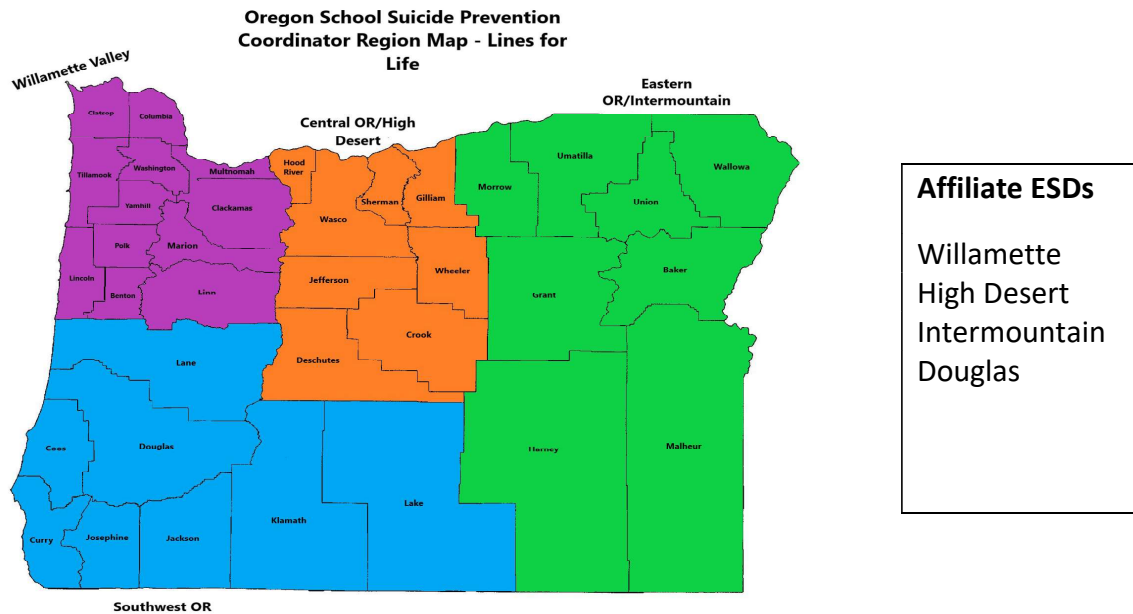 Oregon School Suicide Prevention
Coordinator Region Map - Lines for
Life
Willamette Valley
Eastern
OR/Intermountain
Central OR/High
Desert
Clatsop
Columbia
Tillamook
Washington
Multnomah
Yamhill
Clackamas
Polk
Marion
Lincoln
Benton
Linn
Hood
River
Sherman
Gilliam
Wasco
Wheeler
Jefferson
Crook
Deschutes
Morrow
Umatilla
Wallowa
Union
Baker
Grant
Harney
Malheur
Lane
Coos
Douglas
Curry
Josephine
Jackson
Klamath
Lake
Southwest OR
Affiliate ESDs
Willamette
High Desert
Intermountain
Douglas